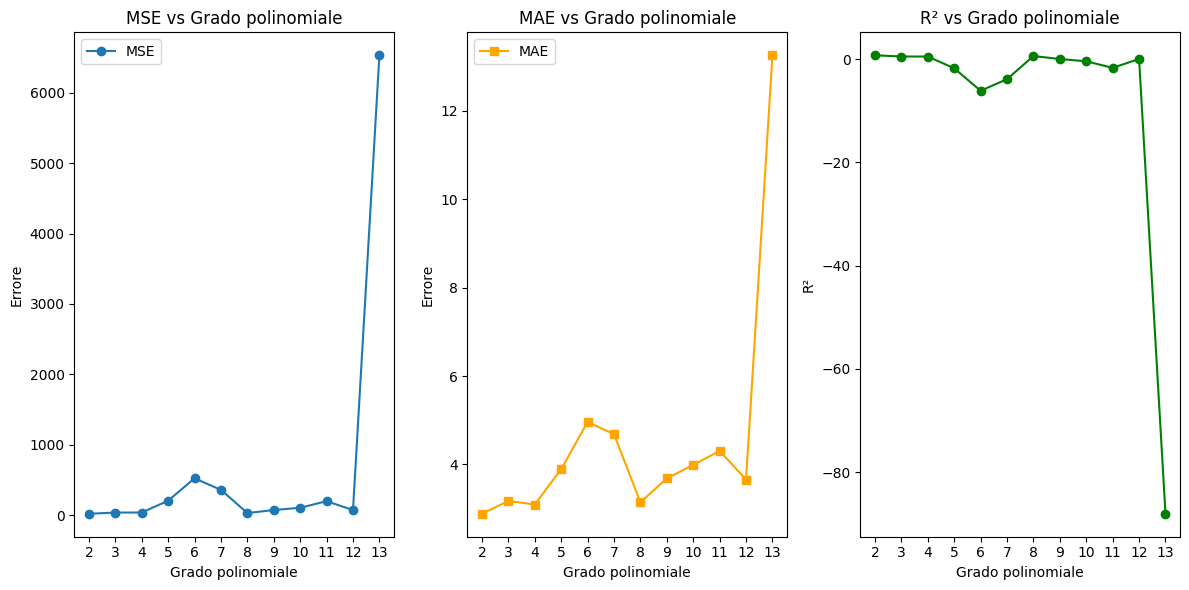 MSE vs Grado polinomiale
MSE
Errore
6000
5000
4000
3000
2000
1000
0
2 3 4 5 6 7 8 9 10 11 12 13
Grado polinomiale
MAE vs Grado polinomiale
MAE
Errore
12
10
8
6
4
2 3 4 5 6 7 8 9 10 11 12 13
Grado polinomiale
R² vs Grado polinomiale
R²
0
−20
−40
−60
−80
2 3 4 5 6 7 8 9 10 11 12 13
Grado polinomiale